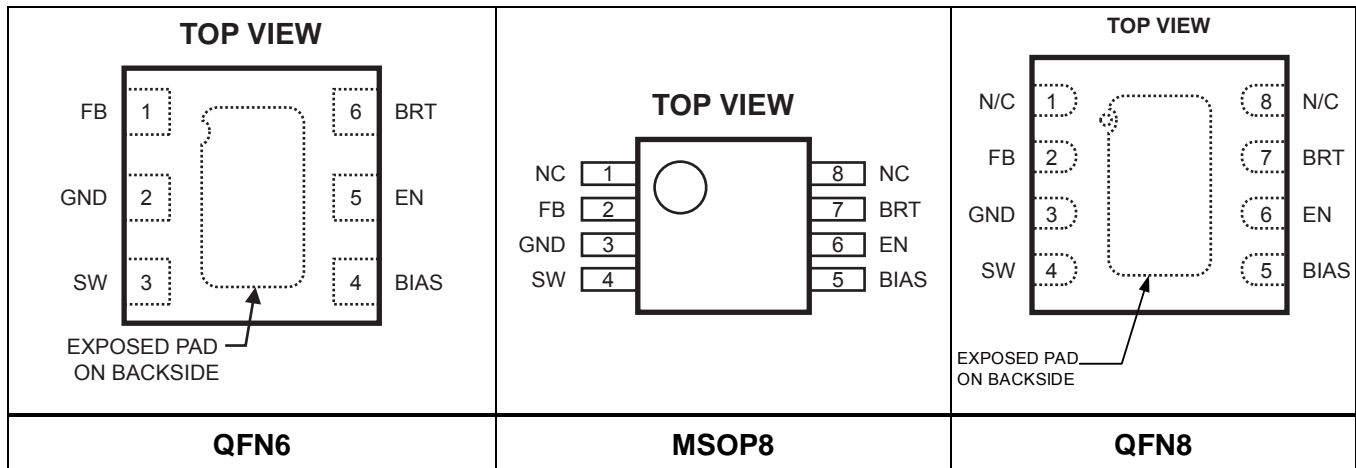 TOP VIEW
FB 1 6 BRT
GND 2 5 EN
SW 3 4 BIAS
EXPOSED PAD
ON BACKSIDE
QFN6
TOP VIEW
NC 1 8 NC
FB 2 7 BRT
GND 3 6 EN
SW 4 5 BIAS
MSOP8
TOP VIEW
N/C 1 8 N/C
FB 2 7 BRT
GND 3 6 EN
SW 4 5 BIAS
EXPOSED PAD
ON BACKSIDE
QFN8